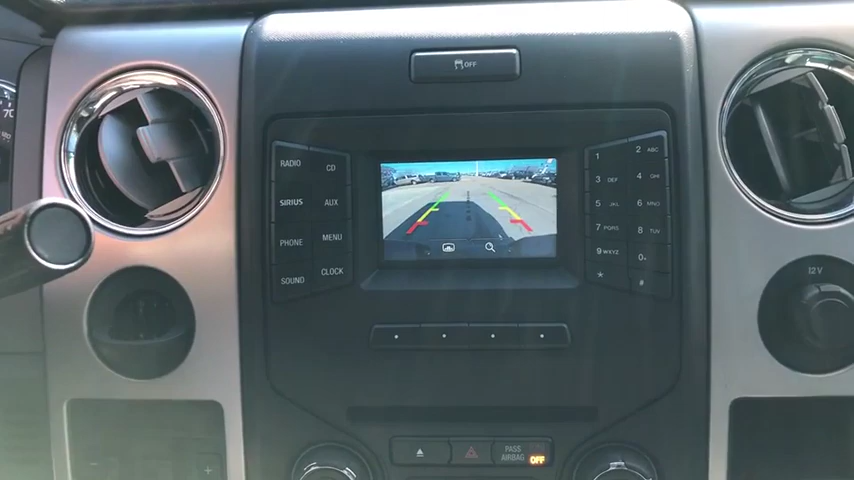 OFF
70
RADIO
CD
SIRIUS
AUX
PHONE
MENU
SOUND
CLOCK
1
2 ABC
3 DEF
4 GHI
5 JKL
6 MNO
7 PQRS
8 TUV
9 WXYZ
0
*
#
12V
PASS
AIRBAG OFF